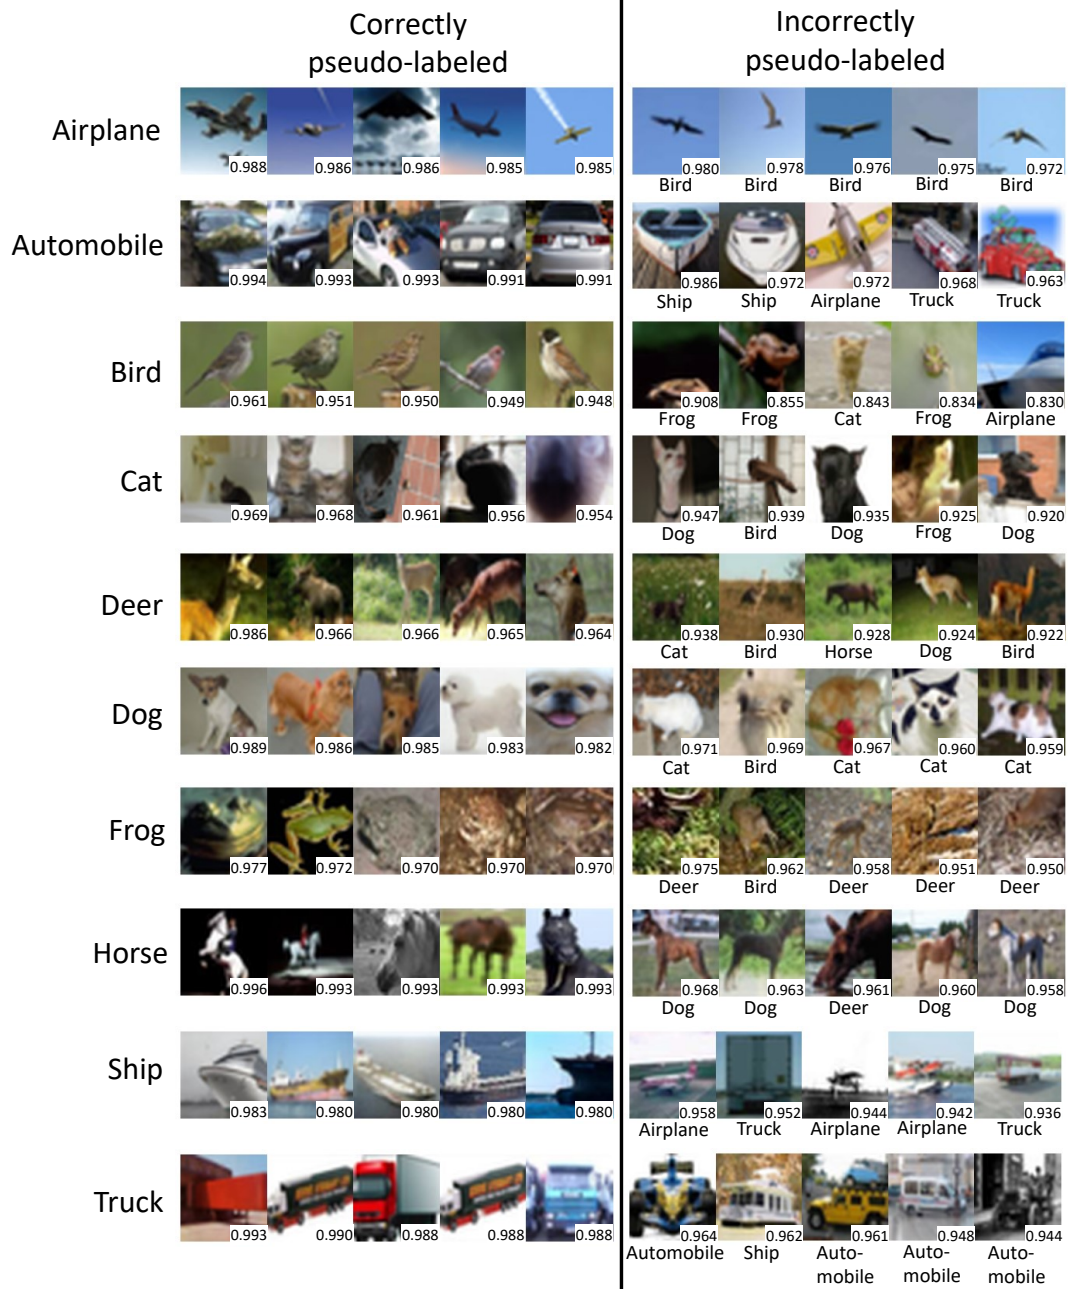 Correctly
pseudo-labeled
Incorrectly
pseudo-labeled
Airplane
0.988 0.986 0.986 0.985 0.985
0.980 0.978 0.976 0.975 0.972
Bird Bird Bird Bird Bird
Automobile
0.994 0.993 0.993 0.991 0.991
0.986 0.972 0.972 0.968 0.963
Ship Ship Airplane Truck Truck
Bird
0.961 0.951 0.950 0.949 0.948
0.908 0.855 0.843 0.834 0.830
Frog Frog Cat Frog Airplane
Cat
0.969 0.968 0.961 0.956 0.954
0.947 0.939 0.935 0.925 0.920
Dog Bird Dog Frog Dog
Deer
0.986 0.966 0.966 0.965 0.964
0.938 0.930 0.928 0.924 0.922
Cat Bird Horse Dog Bird
Dog
0.989 0.986 0.985 0.983 0.982
0.971 0.969 0.967 0.960 0.959
Cat Bird Cat Cat Cat
Frog
0.977 0.972 0.970 0.970 0.970
0.975 0.962 0.958 0.951 0.950
Deer Bird Deer Deer Deer
Horse
0.996 0.993 0.993 0.993 0.993
0.968 0.963 0.961 0.960 0.958
Dog Dog Deer Dog Dog
Ship
0.983 0.980 0.980 0.980 0.980
0.958 0.952 0.944 0.942 0.936
Airplane Truck Airplane Airplane Truck
Truck
0.993 0.990 0.988 0.988 0.988
0.964 0.962 0.961 0.948 0.944
Automobile Ship Auto- Auto- Auto-
mobile mobile mobile